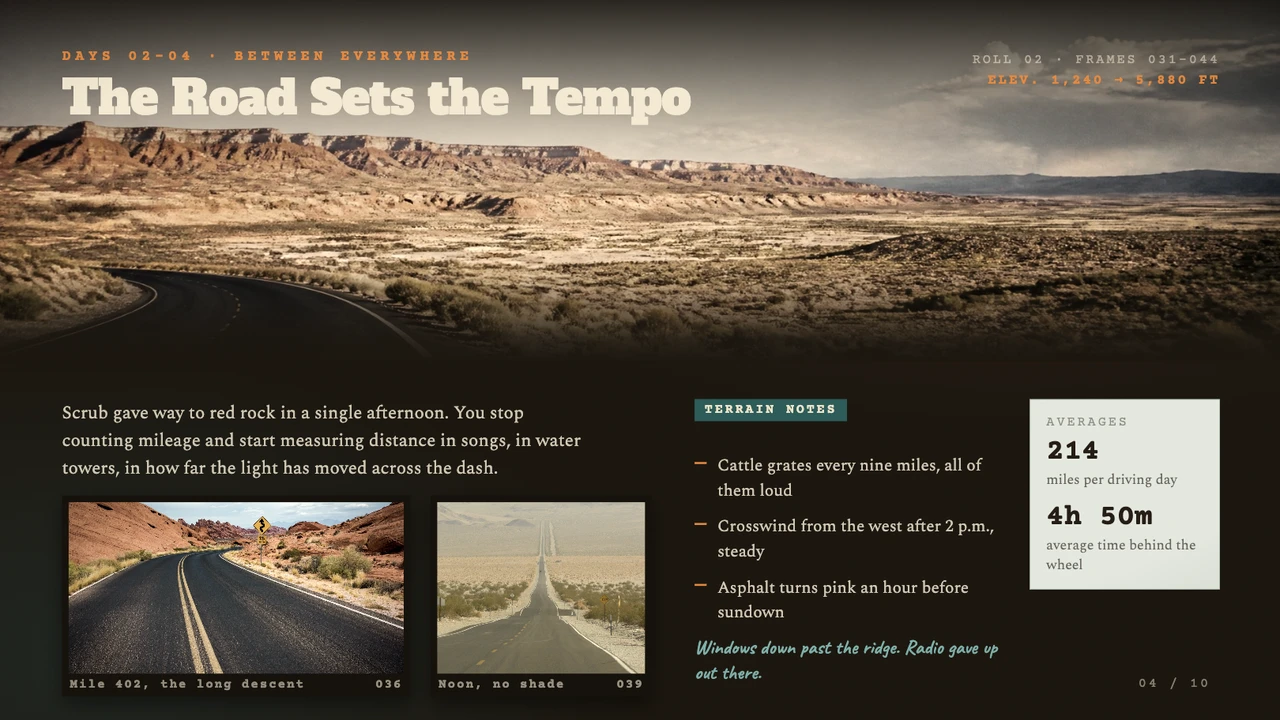 DAYS 02–04 · BETWEEN EVERYWHERE
The Road Sets the Tempo
ROLL 02 · FRAMES 031–044
ELEV. 1,240 → 5,880 FT
Scrub gave way to red rock in a single afternoon. You stop
counting mileage and start measuring distance in songs, in water
towers, in how far the light has moved across the dash.
Mile 402, the long descent 036
Noon, no shade 039
TERRAIN NOTES
— Cattle grates every nine miles, all of
them loud
— Crosswind from the west after 2 p.m.,
steady
— Asphalt turns pink an hour before
sundown
Windows down past the ridge. Radio gave up
out there.
AVERAGES
214
miles per driving day
4h 50m
average time behind the
wheel
04 / 10